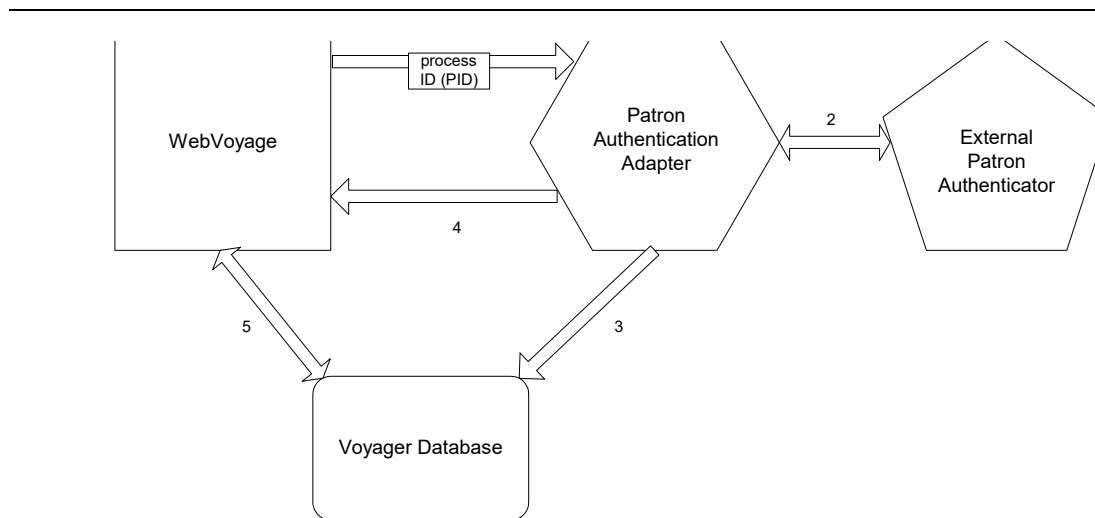 process
ID (PID)
WebVoyage
Patron
Authentication
Adapter
2
External
Patron
Authenticator
4
5
3
Voyager Database